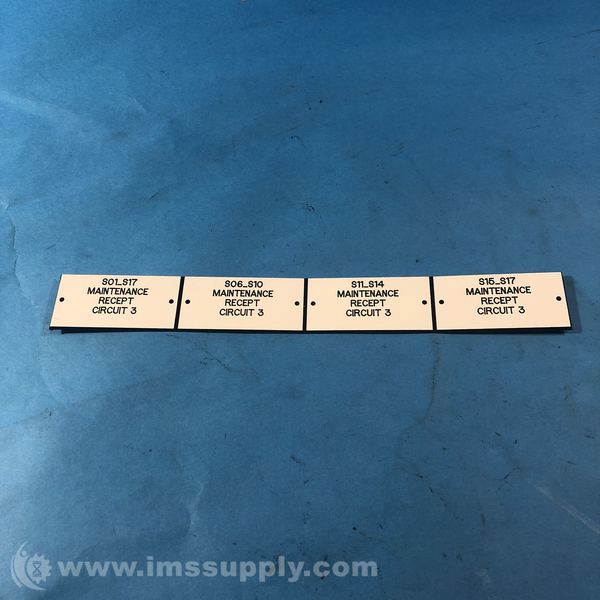 S01_S17
MAINTENANCE
RECEPT
CIRCUIT 3
S06_S10
MAINTENANCE
RECEPT
CIRCUIT 3
S11_S14
MAINTENANCE
RECEPT
CIRCUIT 3
S15_S17
MAINTENANCE
RECEPT
CIRCUIT 3
www.imssupply.com